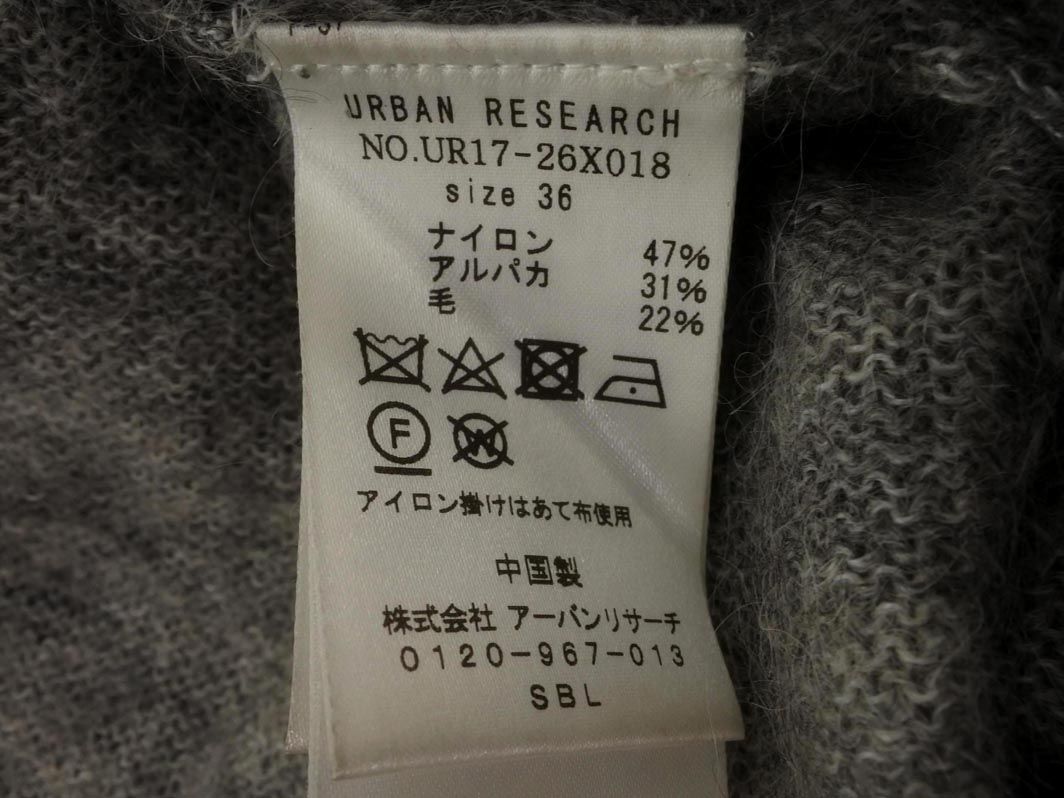 URBAN RESEARCH
NO.UR17-26X018
size 36
ナイロン 47%
アルパカ 31%
毛 22%
F W
アイロン掛けはあて布使用
中国製
株式会社 アーバンリサーチ
0120-967-013
SBL